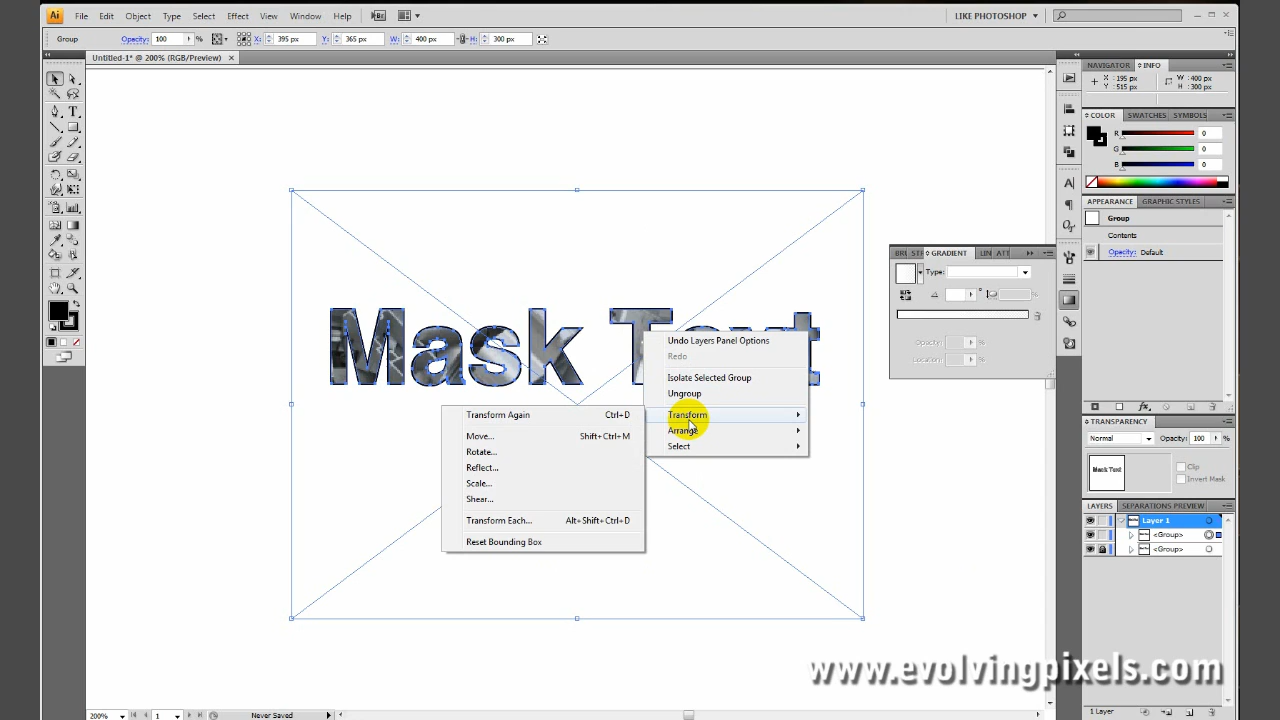 Ai File Edit Object Type Select Effect View Window Help Br LIKE PHOTOSHOP
Group Opacity: 100 % X: 395 px Y: 365 px W: 400 px H: 300 px
Untitled-1* @ 200% (RGB/Preview) ×
NAVIGATOR INFO
X : 195 px W : 400 px
Y : 515 px H : 300 px
COLOR SWATCHES SYMBOLS
R 0
G 0
B 0
APPEARANCE GRAPHIC STYLES
Group
Contents
Opacity: Default
GRADIENT LIN ATT
Type:
Opacity: %
Location: %
Mask Text
Undo Layers Panel Options
Redo
Isolate Selected Group
Ungroup
Transform
Arrange
Select
Transform Again Ctrl+D
Move... Shift+Ctrl+M
Rotate...
Reflect...
Scale...
Shear...
Transform Each... Alt+Shift+Ctrl+D
Reset Bounding Box
TRANSPARENCY
Normal Opacity: 100 %
Mask Text Clip
Invert Mask
LAYERS SEPARATIONS PREVIEW
Layer 1
<Group>
<Group>
1 Layer
www.evolvingpixels.com
200% 1 Never Saved